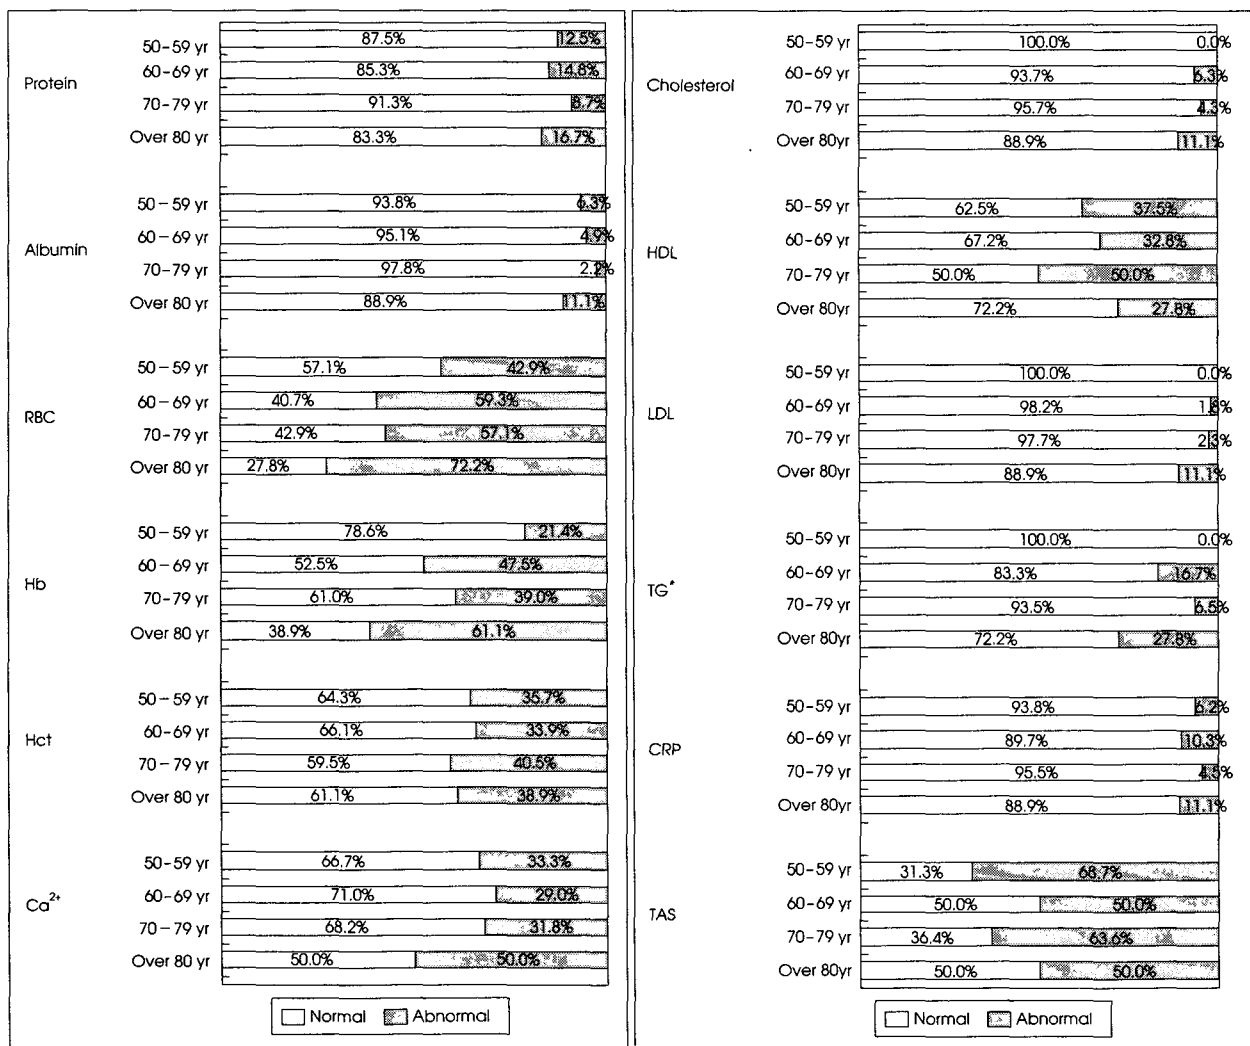 50-59 yr 87.5% 12.5%
60-69 yr 85.3% 14.8%
Protein
70-79 yr 91.3% 8.7%
Over 80 yr 83.3% 16.7%
50-59 yr 93.8% 6.3%
60-69 yr 95.1% 4.9%
Albumin
70-79 yr 97.8% 2.2%
Over 80 yr 88.9% 11.1%
50-59 yr 57.1% 42.9%
60-69 yr 40.7% 59.3%
RBC
70-79 yr 42.9% 57.1%
Over 80 yr 27.8% 72.2%
50-59 yr 78.6% 21.4%
60-69 yr 52.5% 47.5%
Hb
70-79 yr 61.0% 39.0%
Over 80 yr 38.9% 61.1%
50-59 yr 64.3% 35.7%
60-69 yr 66.1% 33.9%
Hct
70-79 yr 59.5% 40.5%
Over 80 yr 61.1% 38.9%
50-59 yr 66.7% 33.3%
60-69 yr 71.0% 29.0%
Ca²⁺
70-79 yr 68.2% 31.8%
Over 80 yr 50.0% 50.0%
Normal Abnormal
50-59 yr 100.0% 0.0%
60-69 yr 93.7% 6.3%
Cholesterol
70-79 yr 95.7% 4.3%
Over 80yr 88.9% 11.1%
50-59 yr 62.5% 37.5%
60-69 yr 67.2% 32.8%
HDL
70-79 yr 50.0% 50.0%
Over 80yr 72.2% 27.8%
50-59 yr 100.0% 0.0%
60-69 yr 98.2% 1.8%
LDL
70-79 yr 97.7% 2.3%
Over 80yr 88.9% 11.1%
50-59 yr 100.0% 0.0%
60-69 yr 83.3% 16.7%
TG*
70-79 yr 93.5% 6.5%
Over 80yr 72.2% 27.8%
50-59 yr 93.8% 6.2%
60-69 yr 89.7% 10.3%
CRP
70-79 yr 95.5% 4.5%
Over 80yr 88.9% 11.1%
50-59 yr 31.3% 68.7%
60-69 yr 50.0% 50.0%
TAS
70-79 yr 36.4% 63.6%
Over 80yr 50.0% 50.0%
Normal Abnormal